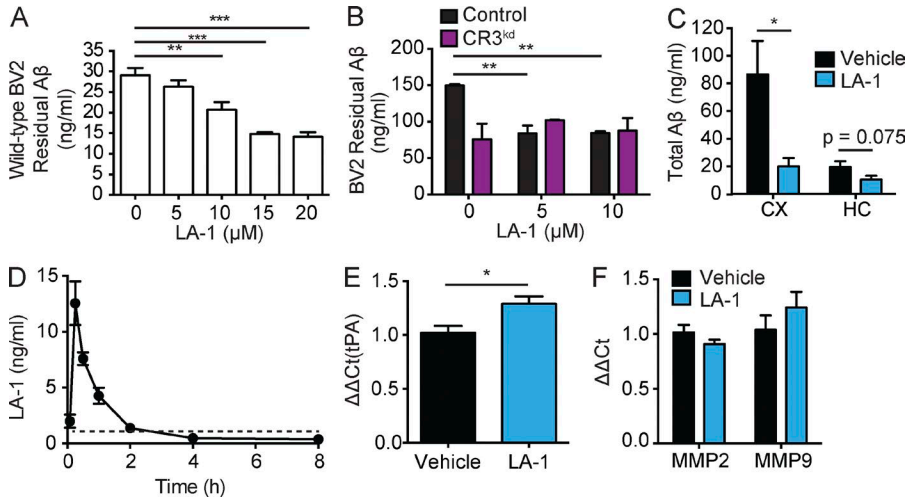 A
***
***
**
Wild-type BV2
Residual Aβ
(ng/ml)
35
30
25
20
15
10
5
0
0 5 10 15 20
LA-1 (µM)
B
Control
CR3kd
**
**
BV2 Residual Aβ
(ng/ml)
150
100
50
0
0 5 10
LA-1 (µM)
C
*
Vehicle
LA-1
p = 0.075
Total Aβ (ng/ml)
120
100
80
60
40
20
0
CX HC
D
LA-1 (ng/ml)
15
10
5
0
0 2 4 6 8
Time (h)
E
*
ΔΔCt(tPA)
1.5
1.0
0.5
0.0
Vehicle LA-1
F
Vehicle
LA-1
ΔΔCt
1.5
1.0
0.5
0.0
MMP2 MMP9